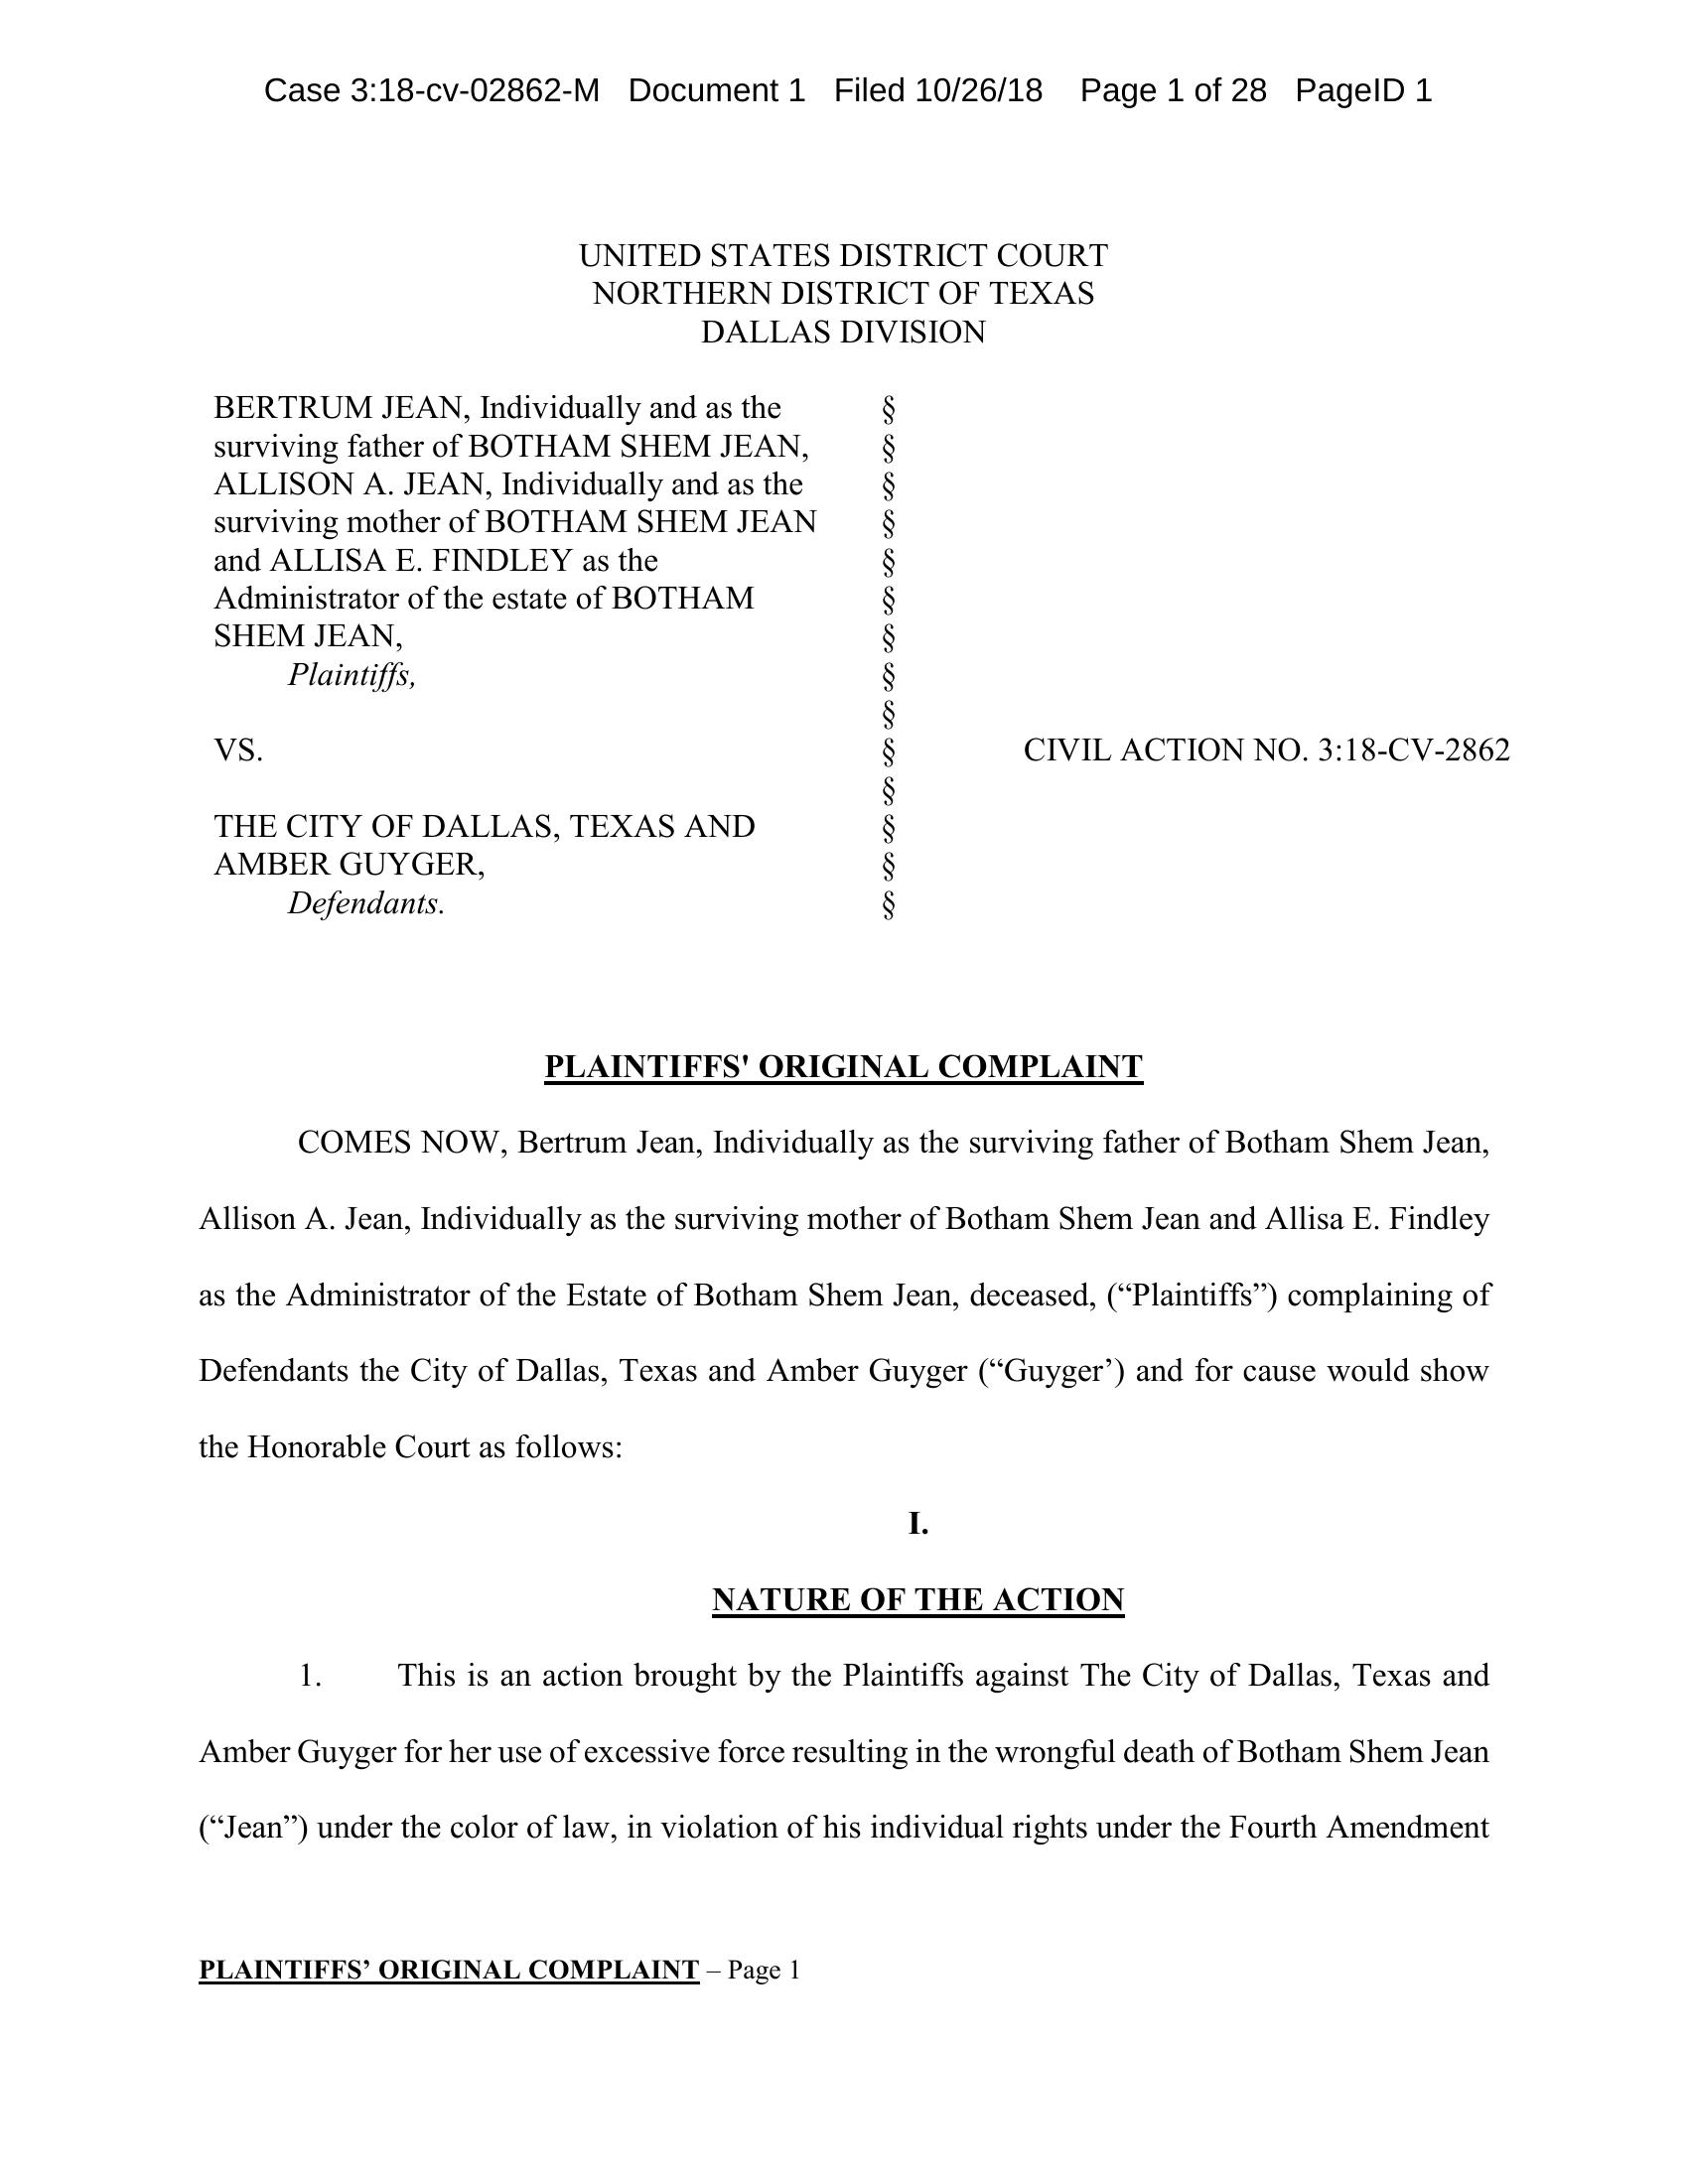 Case 3:18-cv-02862-M Document 1 Filed 10/26/18 Page 1 of 28 PageID 1
UNITED STATES DISTRICT COURT
NORTHERN DISTRICT OF TEXAS
DALLAS DIVISION
BERTRUM JEAN, Individually and as the §
surviving father of BOTHAM SHEM JEAN, §
ALLISON A. JEAN, Individually and as the §
surviving mother of BOTHAM SHEM JEAN §
and ALLISA E. FINDLEY as the §
Administrator of the estate of BOTHAM §
SHEM JEAN, §
Plaintiffs, §
§
VS. § CIVIL ACTION NO. 3:18-CV-2862
§
THE CITY OF DALLAS, TEXAS AND §
AMBER GUYGER, §
Defendants. §
PLAINTIFFS' ORIGINAL COMPLAINT
COMES NOW, Bertrum Jean, Individually as the surviving father of Botham Shem Jean,
Allison A. Jean, Individually as the surviving mother of Botham Shem Jean and Allisa E. Findley
as the Administrator of the Estate of Botham Shem Jean, deceased, (“Plaintiffs”) complaining of
Defendants the City of Dallas, Texas and Amber Guyger (“Guyger’) and for cause would show
the Honorable Court as follows:
I.
NATURE OF THE ACTION
1. This is an action brought by the Plaintiffs against The City of Dallas, Texas and
Amber Guyger for her use of excessive force resulting in the wrongful death of Botham Shem Jean
(“Jean”) under the color of law, in violation of his individual rights under the Fourth Amendment
PLAINTIFFS’ ORIGINAL COMPLAINT – Page 1